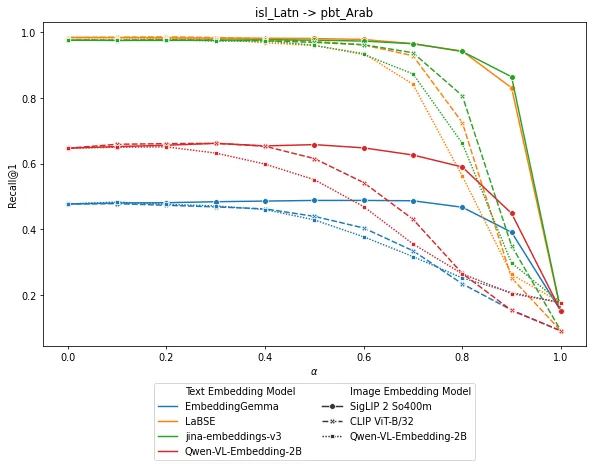 isl_Latn -> pbt_Arab
1.0
0.8
0.6
0.4
0.2
Recall@1
0.0 0.2 0.4 0.6 0.8 1.0
α
Text Embedding Model Image Embedding Model
EmbeddingGemma SigLIP 2 So400m
LaBSE CLIP ViT-B/32
jina-embeddings-v3 Qwen-VL-Embedding-2B
Qwen-VL-Embedding-2B